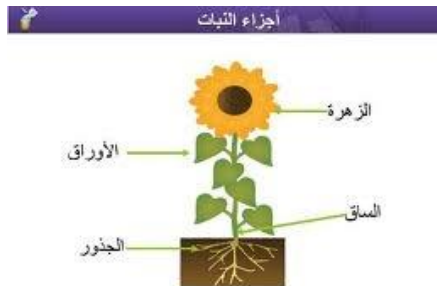 أجزاء النبات
الزهرة
الأوراق
الساق
الجذور